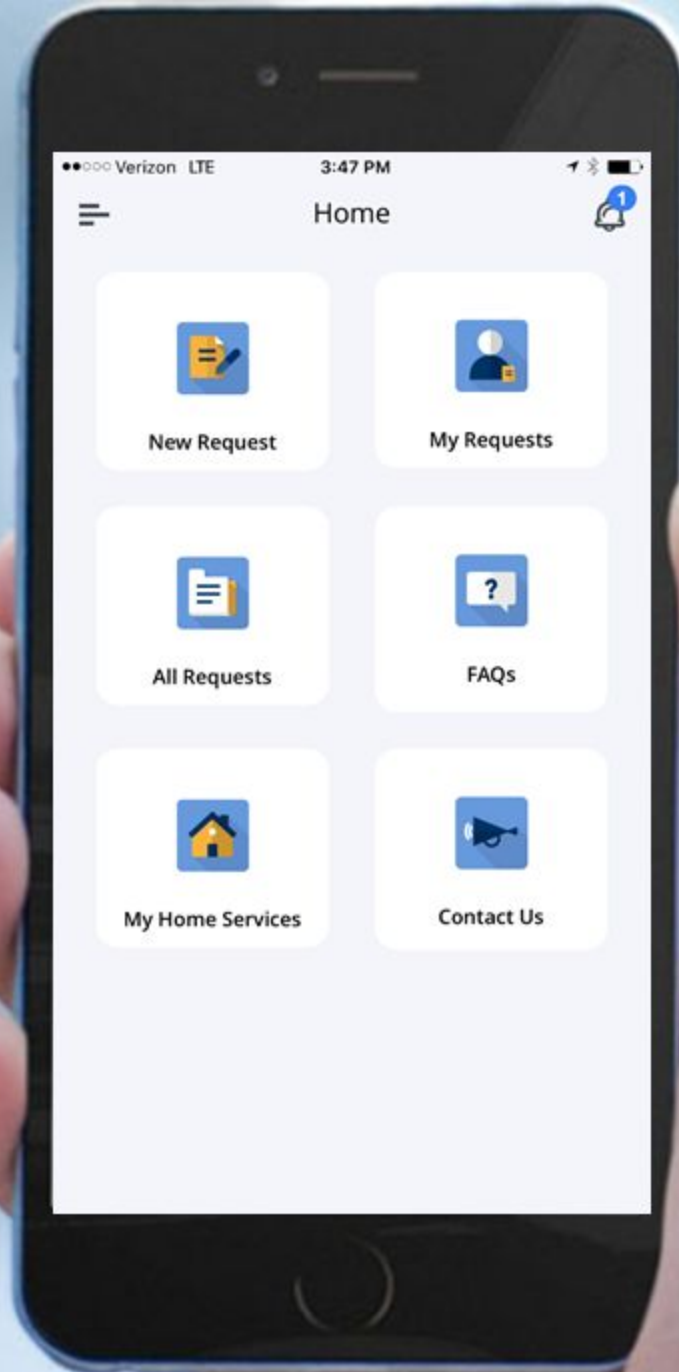 Verizon LTE 3:47 PM
Home 1
New Request
My Requests
?
All Requests
FAQs
My Home Services
Contact Us